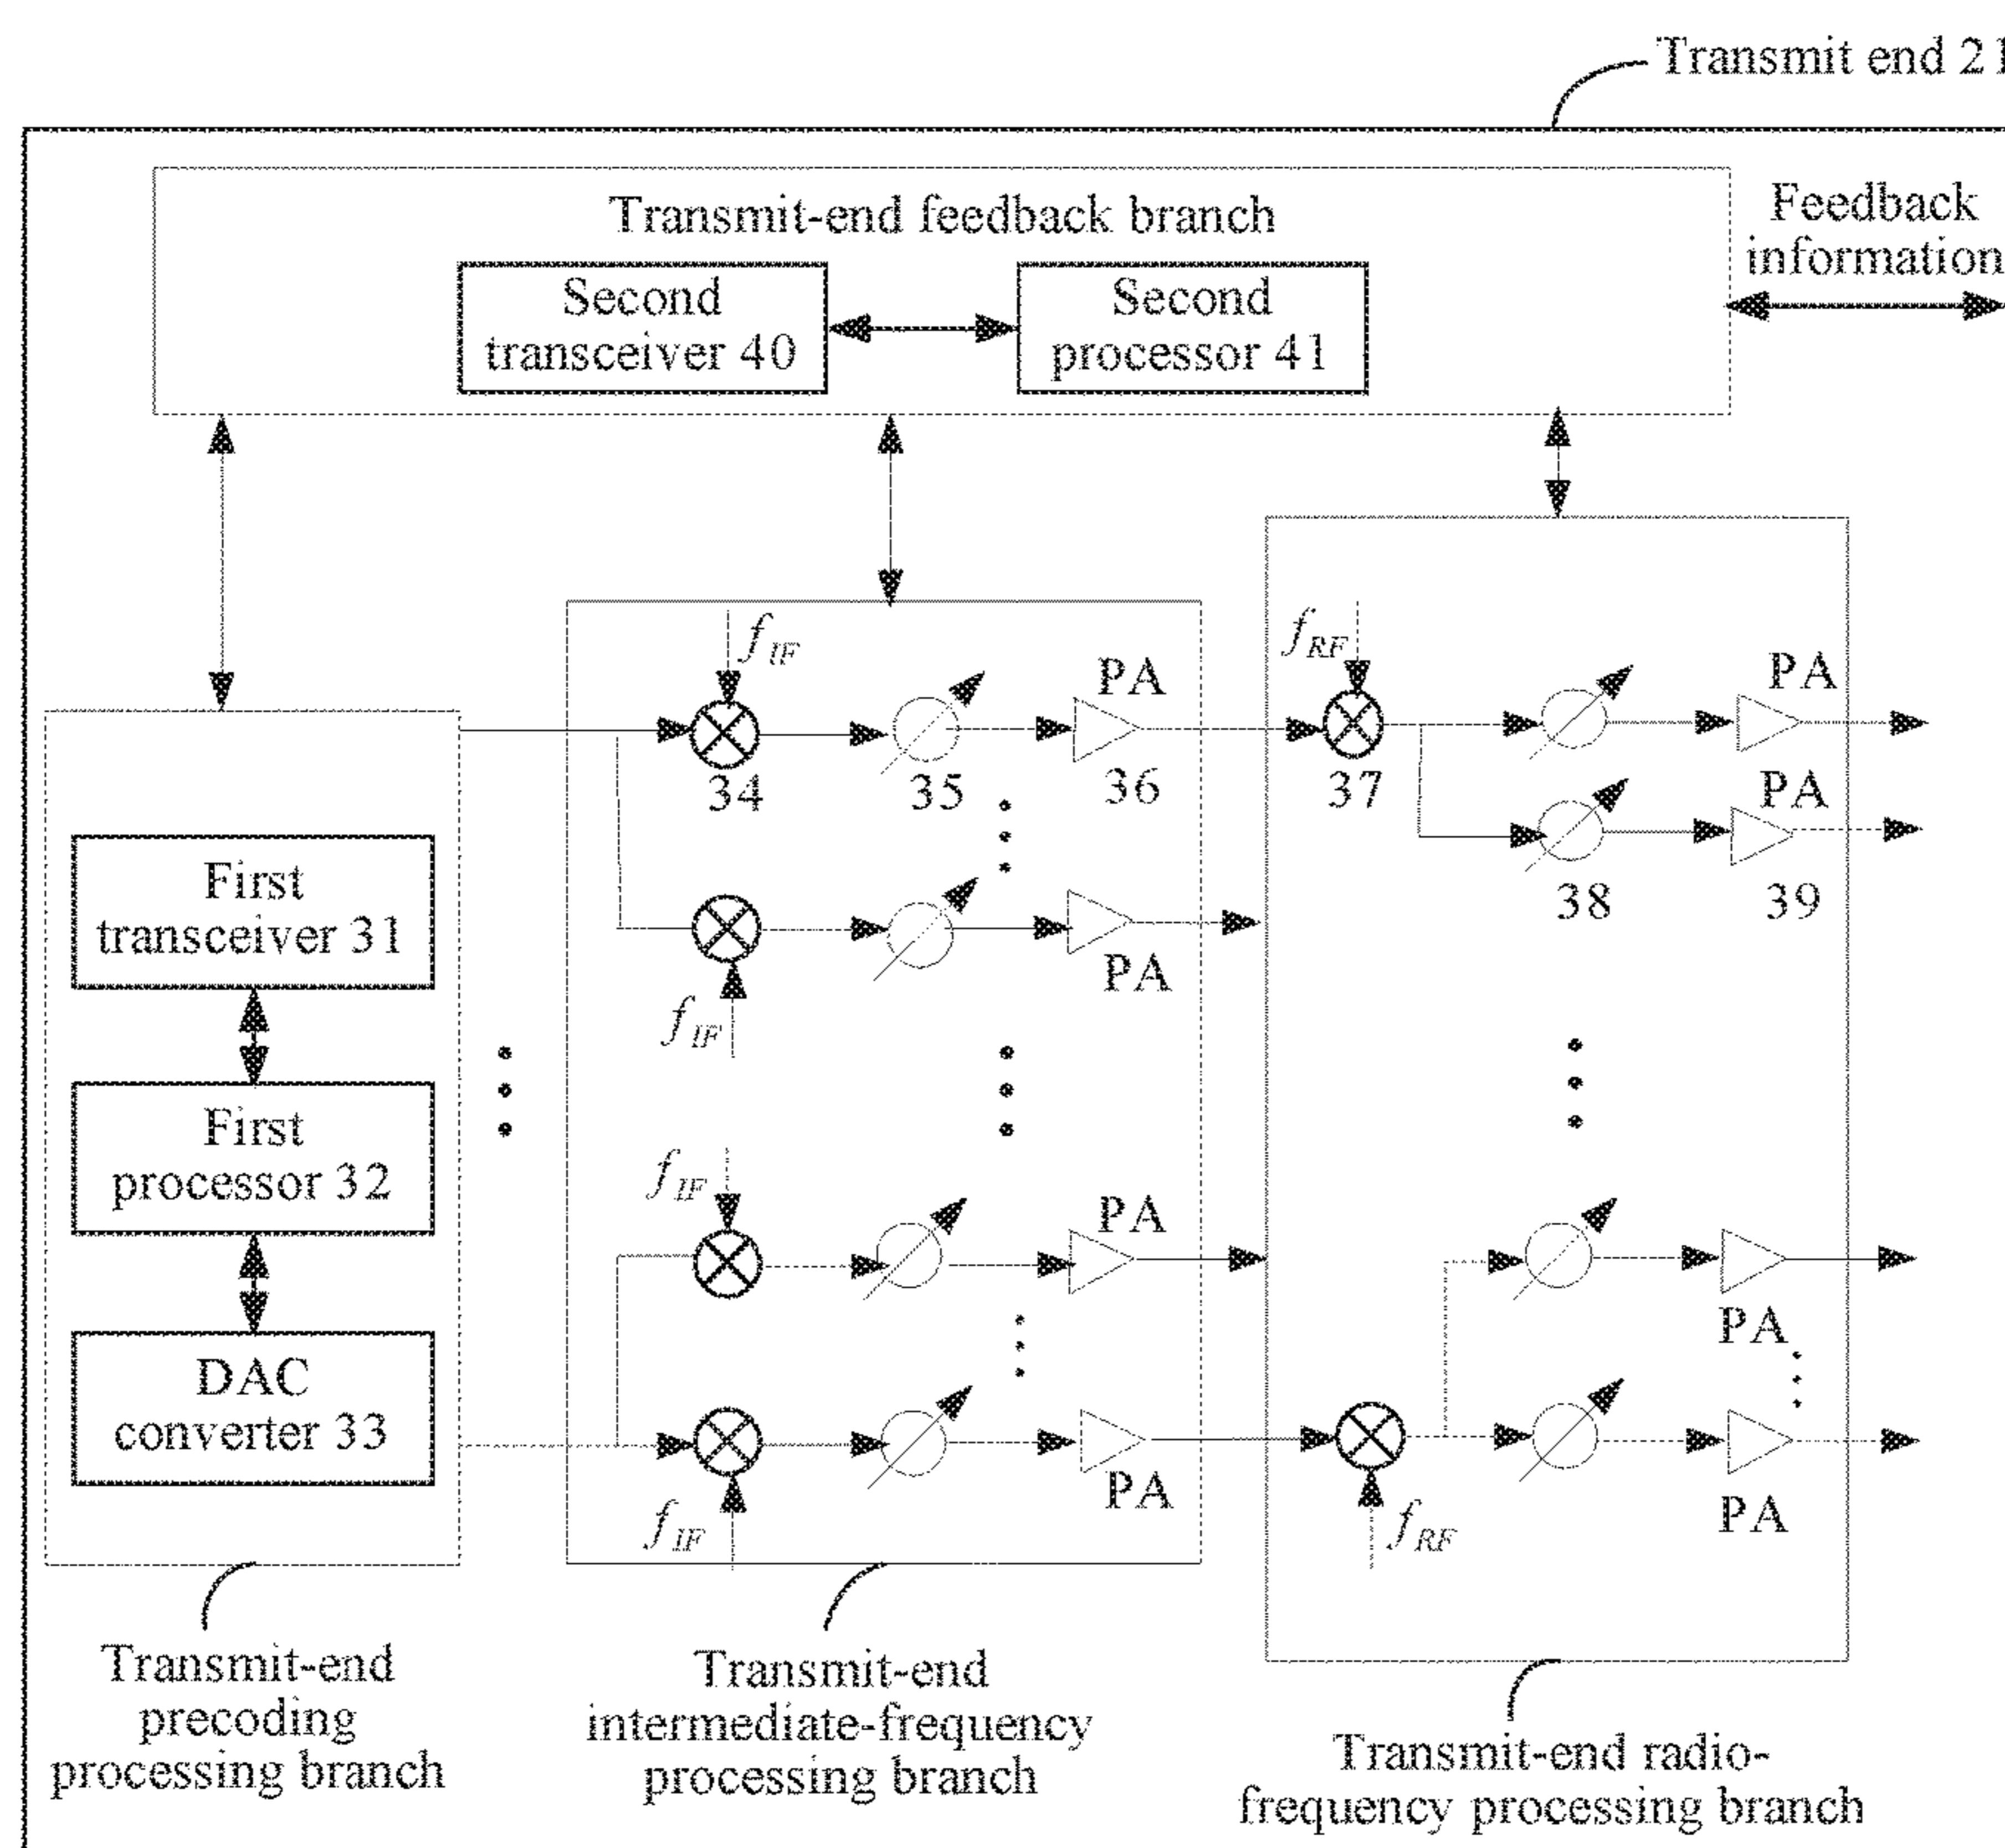 Transmit end 21
Transmit-end feedback branch
Feedback
information
Second
transceiver 40
Second
processor 41
f_IF
PA
f_RF
PA
34
35
36
37
PA
38
39
First
transceiver 31
PA
f_IF
First
processor 32
f_IF
PA
PA
DAC
converter 33
f_IF
PA
f_RF
PA
Transmit-end
precoding
processing branch
Transmit-end
intermediate-frequency
processing branch
Transmit-end radio-
frequency processing branch